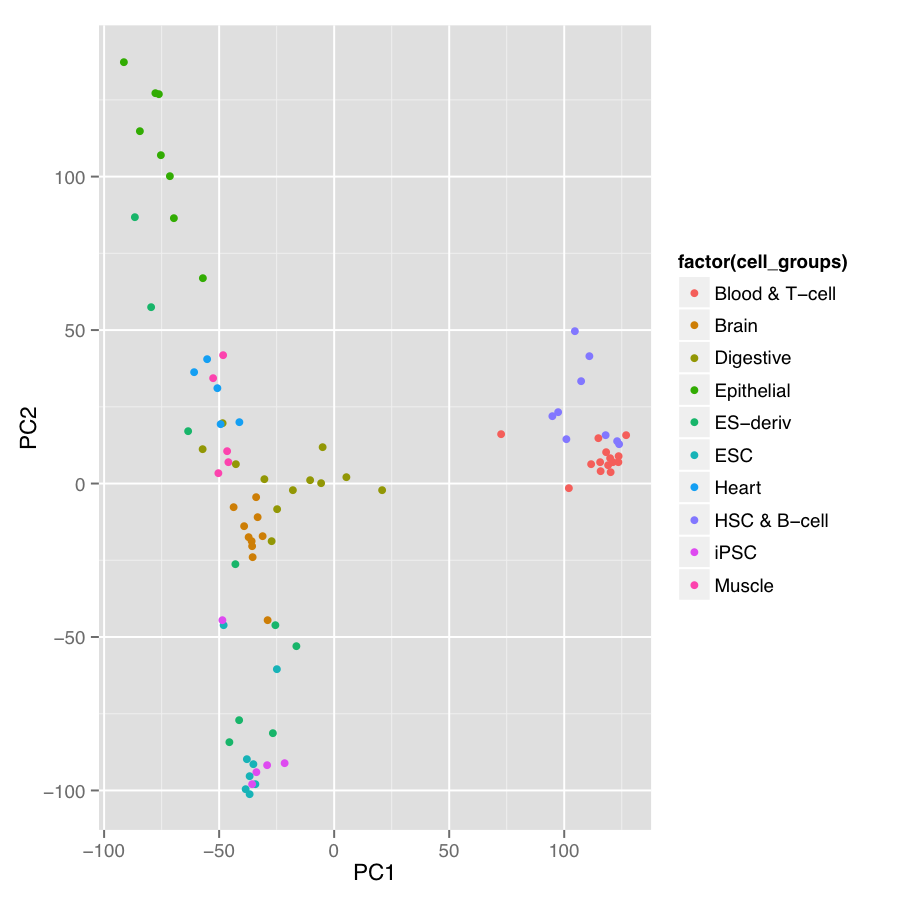 100
50
0
−50
−100
PC2
−100
−50
0
50
100
PC1
factor(cell_groups)
Blood & T−cell
Brain
Digestive
Epithelial
ES−deriv
ESC
Heart
HSC & B−cell
iPSC
Muscle